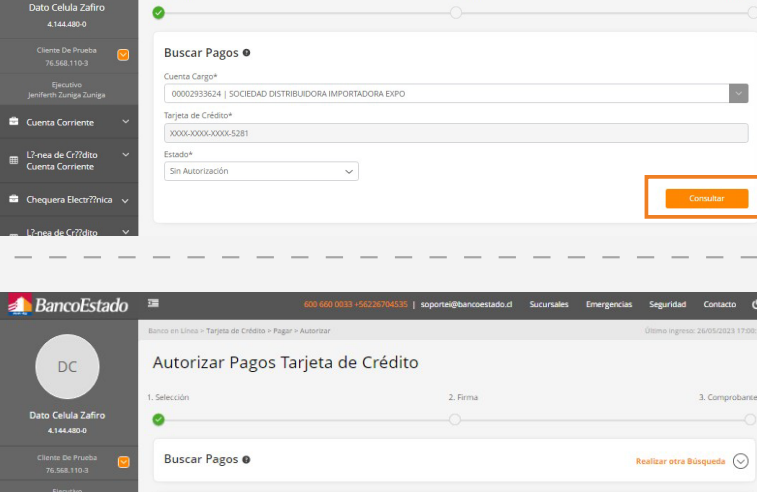 Dato Celula Zafiro
4.144.480-0
Cliente De Prueba
76.568.110-3
Ejecutivo
Jeniferth Zuniga Zuniga
Cuenta Corriente
L?-nea de Cr??dito
Cuenta Corriente
Chequera Electr??nica
L?-nea de Cr??dito
Buscar Pagos
Cuenta Cargo*
00002933624 | SOCIEDAD DISTRIBUIDORA IMPORTADORA EXPO
Tarjeta de Crédito*
XXXX-XXXX-XXXX-5281
Estado*
Sin Autorización
Consultar
BancoEstado
600 660 0033 +56226704535 | soportei@bancoestado.cl Sucursales Emergencias Seguridad Contacto
Banco en Línea > Tarjeta de Crédito > Pagar > Autorizar
Último ingreso: 26/05/2023 17:00:
DC
Dato Celula Zafiro
4.144.480-0
Cliente De Prueba
76.568.110-3
Ejecutivo
Autorizar Pagos Tarjeta de Crédito
1. Selección 2. Firma 3. Comprobante
Buscar Pagos
Realizar otra Búsqueda